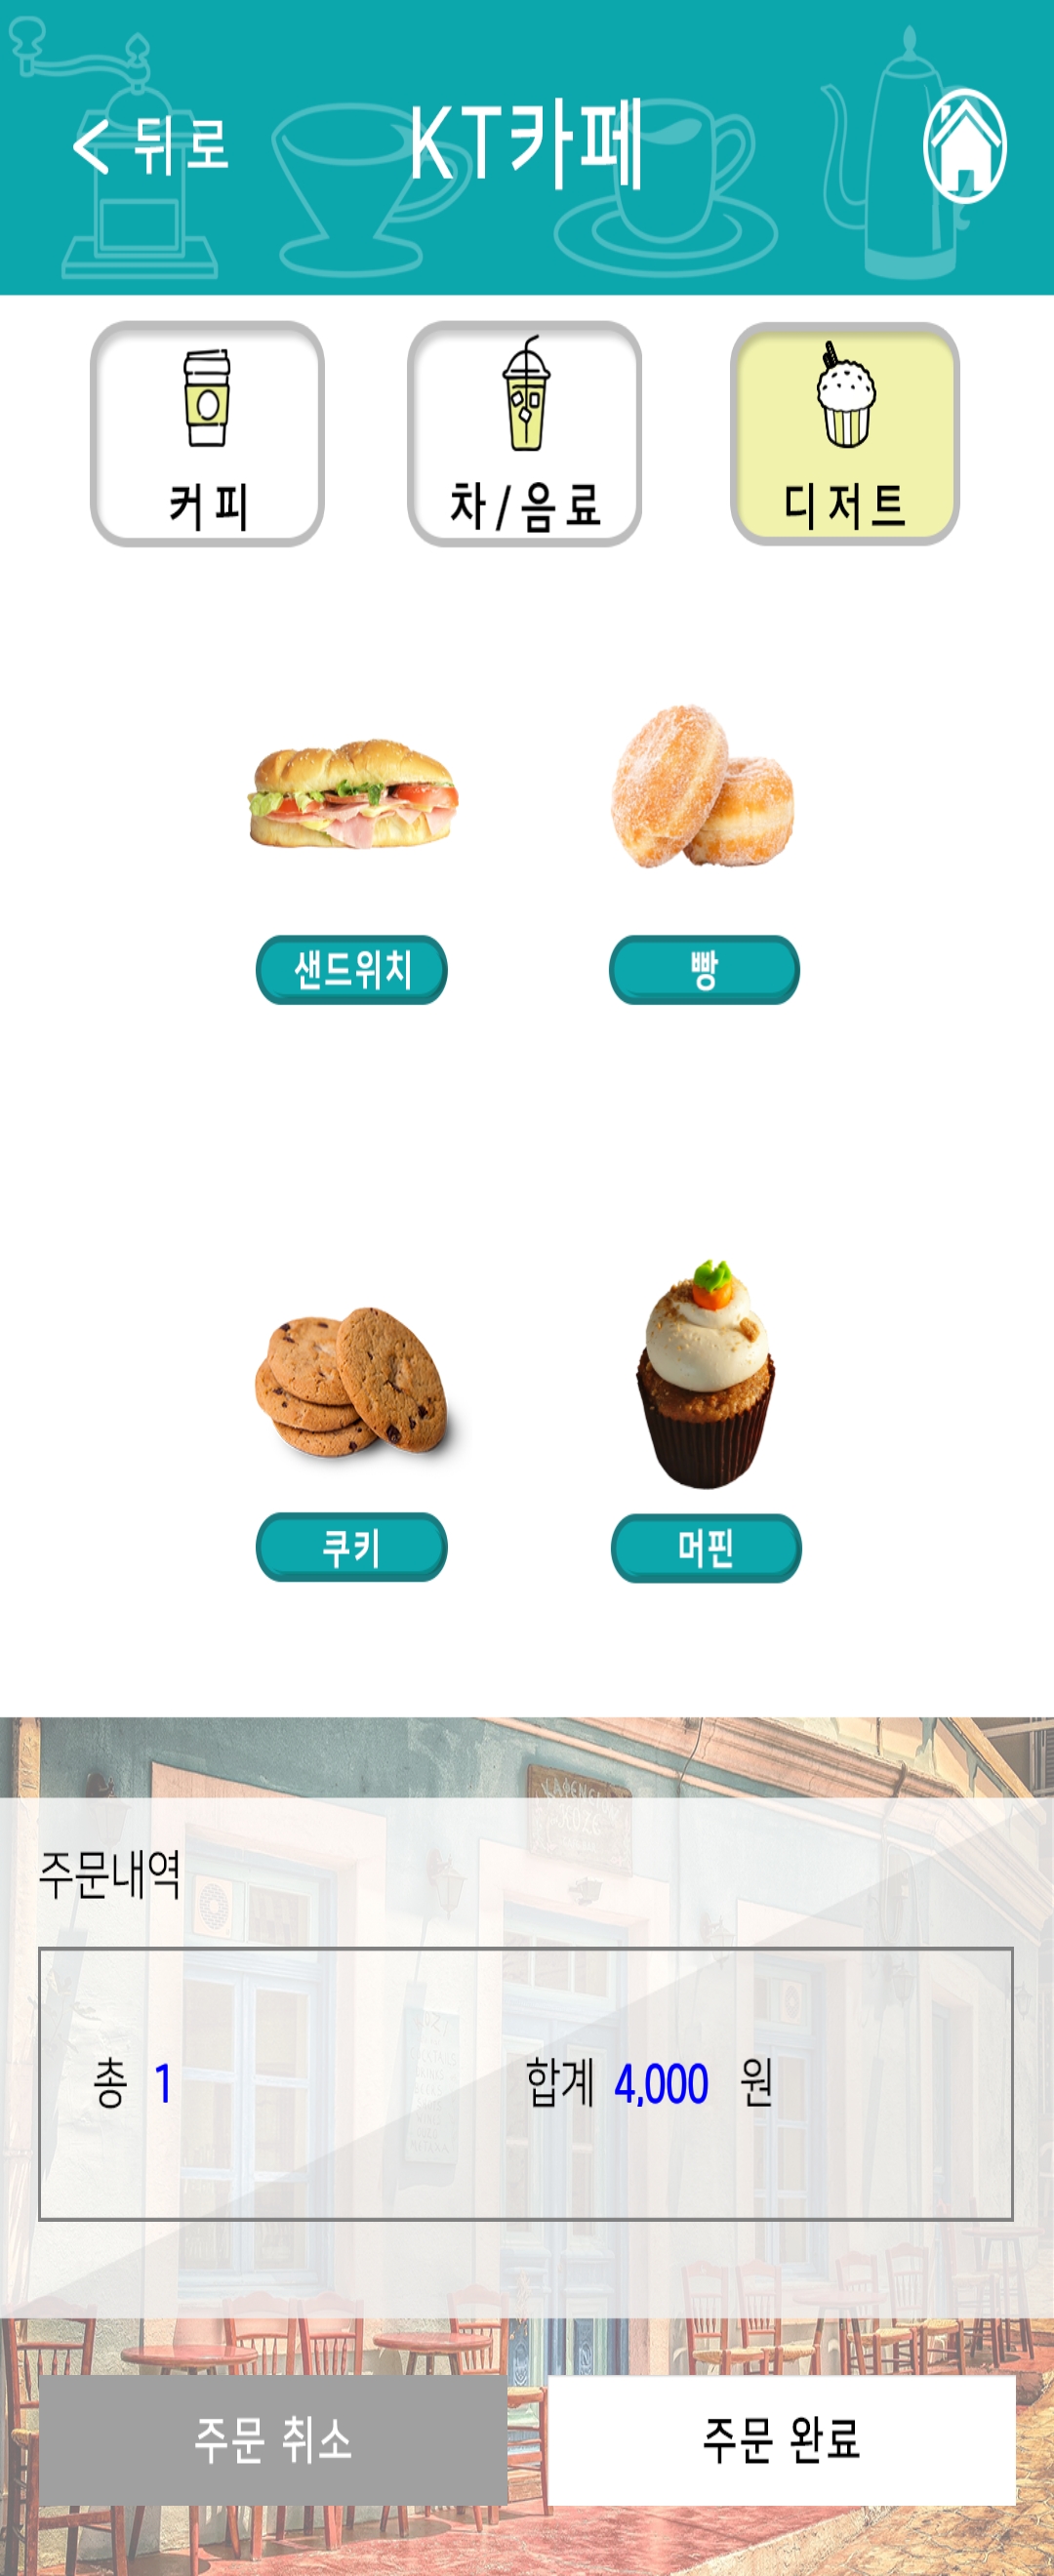 뒤로
KT카페
커피
차/음료
디저트
샌드위치
빵
쿠키
머핀
주문내역
총 1
합계 4,000 원
주문 취소
주문 완료